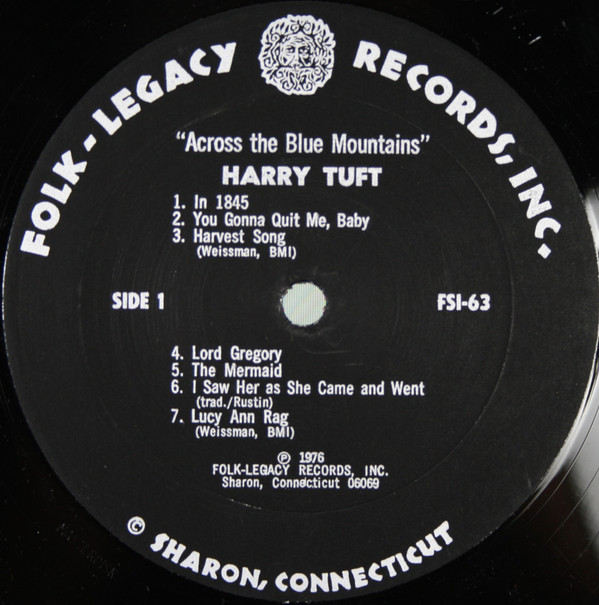 FOLK-LEGACY RECORDS, INC.
"Across the Blue Mountains"
HARRY TUFT
1. In 1845
2. You Gonna Quit Me, Baby
3. Harvest Song
(Weissman, BMI)
SIDE 1
FSI-63
4. Lord Gregory
5. The Mermaid
6. I Saw Her as She Came and Went
(trad./Rustin)
7. Lucy Ann Rag
(Weissman, BMI)
℗ 1976
FOLK-LEGACY RECORDS, INC.
Sharon, Connecticut 06069
© SHARON, CONNECTICUT